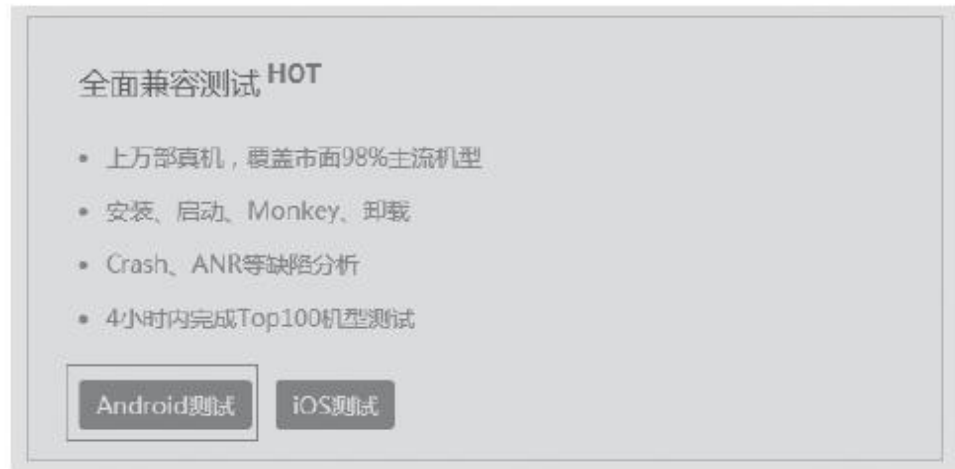 全面兼容测试 HOT
• 上万部真机，覆盖市面98%主流机型
• 安装、启动、Monkey、卸载
• Crash、ANR等缺陷分析
• 4小时内完成Top100机型测试
Android测试 iOS测试